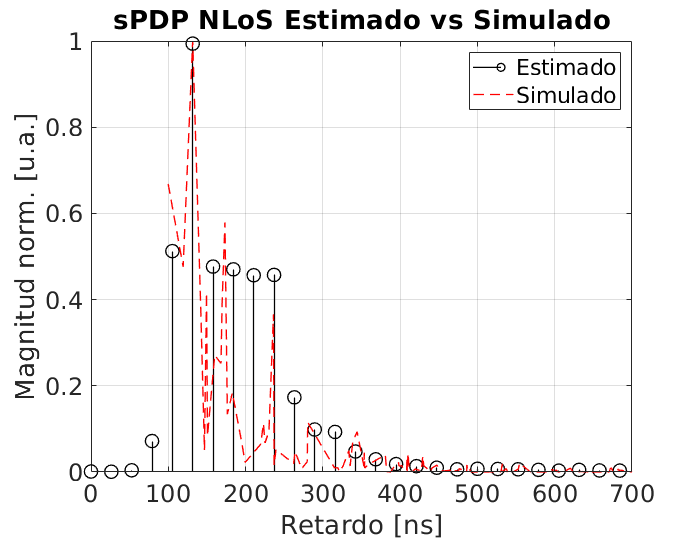 sPDP NLoS Estimado vs Simulado
1
0.8
0.6
0.4
0.2
0
Magnitud norm. [u.a.]
Estimado
Simulado
0 100 200 300 400 500 600 700
Retardo [ns]